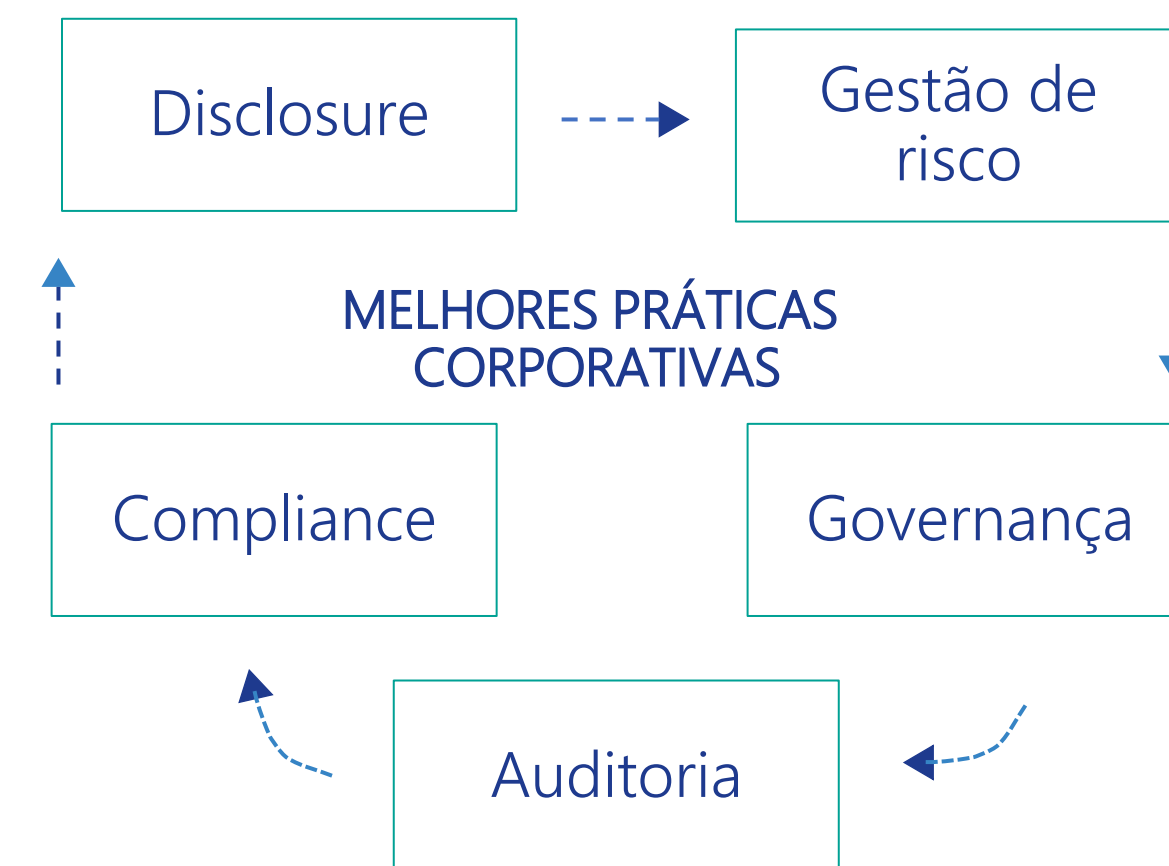 Disclosure
Gestão de
risco
MELHORES PRÁTICAS
CORPORATIVAS
Compliance
Governança
Auditoria